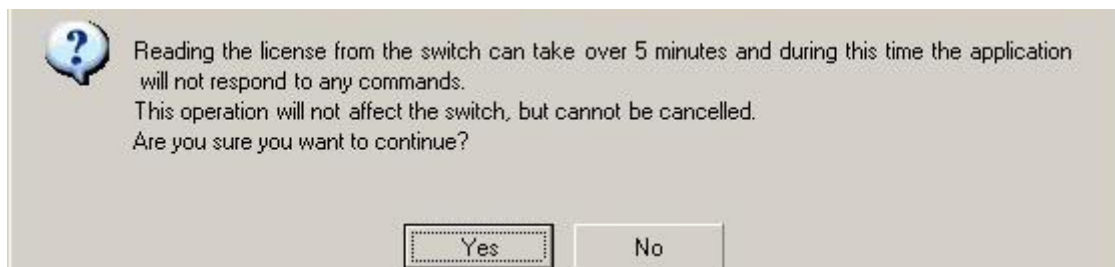 Reading the license from the switch can take over 5 minutes and during this time the application
will not respond to any commands.
This operation will not affect the switch, but cannot be cancelled.
Are you sure you want to continue?
Yes No